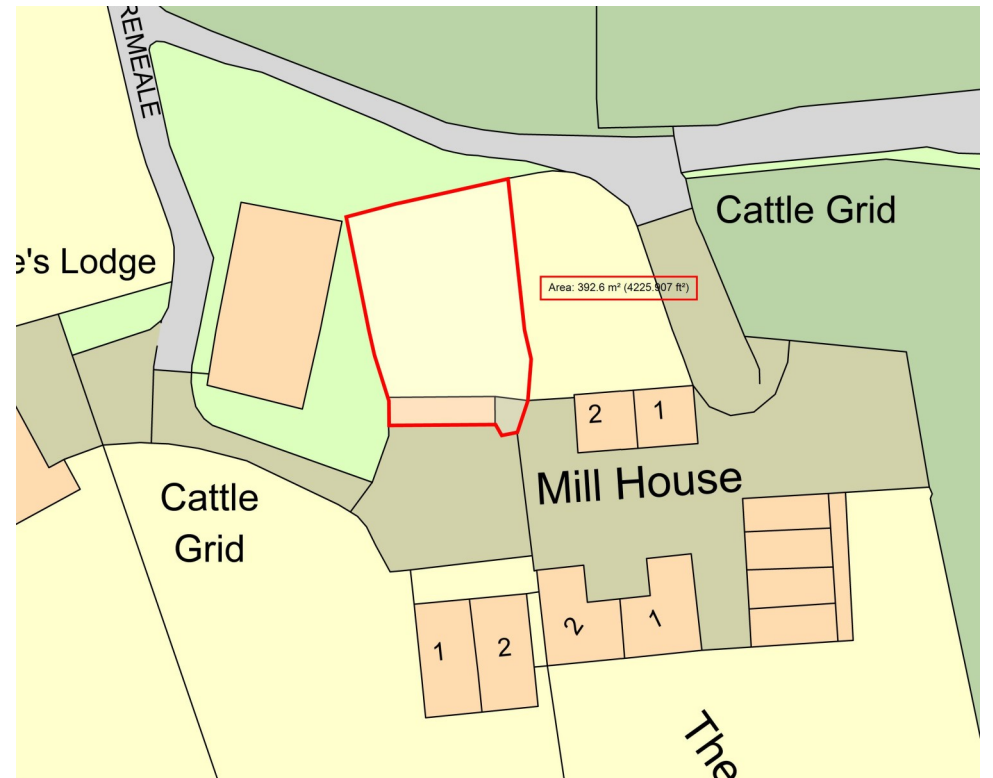 REMEALE
Cattle Grid
e's Lodge
Area: 392.6 m² (4225.907 ft²)
2 1
Mill House
Cattle
Grid
2 1
1 2
The